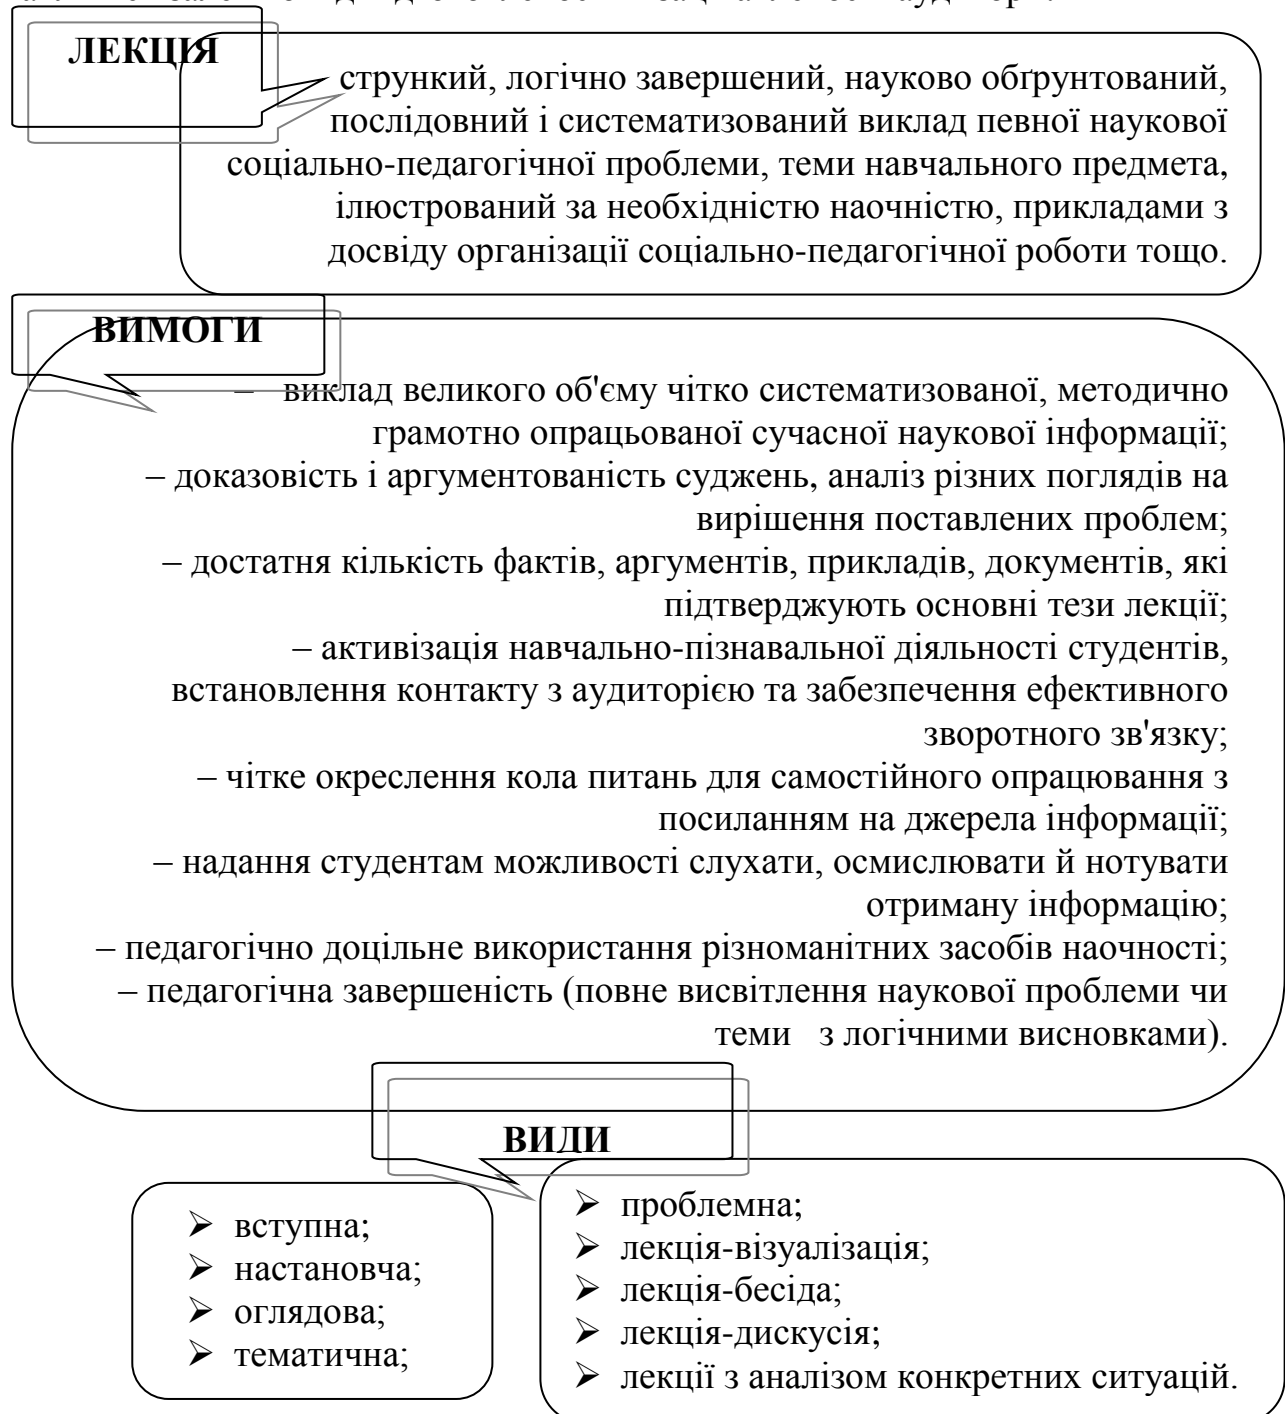 ЛЕКЦІЯ
стрункий, логічно завершений, науково обґрунтований,
послідовний і систематизований виклад певної наукової
соціально-педагогічної проблеми, теми навчального предмета,
ілюстрований за необхідністю наочністю, прикладами з
досвіду організації соціально-педагогічної роботи тощо.
ВИМОГИ
– виклад великого об'єму чітко систематизованої, методично
грамотно опрацьованої сучасної наукової інформації;
– доказовість і аргументованість суджень, аналіз різних поглядів на
вирішення поставлених проблем;
– достатня кількість фактів, аргументів, прикладів, документів, які
підтверджують основні тези лекції;
– активізація навчально-пізнавальної діяльності студентів,
встановлення контакту з аудиторією та забезпечення ефективного
зворотного зв'язку;
– чітке окреслення кола питань для самостійного опрацювання з
посиланням на джерела інформації;
– надання студентам можливості слухати, осмислювати й нотувати
отриману інформацію;
– педагогічно доцільне використання різноманітних засобів наочності;
– педагогічна завершеність (повне висвітлення наукової проблеми чи
теми з логічними висновками).
ВИДИ
➢ вступна;
➢ настановча;
➢ оглядова;
➢ тематична;
➢ проблемна;
➢ лекція-візуалізація;
➢ лекція-бесіда;
➢ лекція-дискусія;
➢ лекції з аналізом конкретних ситуацій.